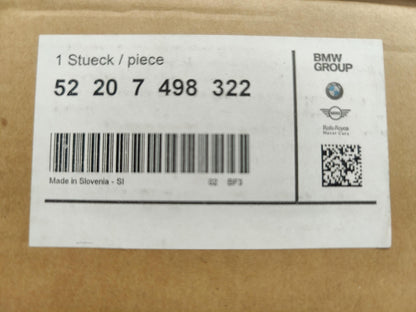 1 Stueck / piece
52 20 7 498 322
Made in Slovenia - SI
02 BF3
BMW
GROUP
MINI
Rolls-Royce
Motor Cars